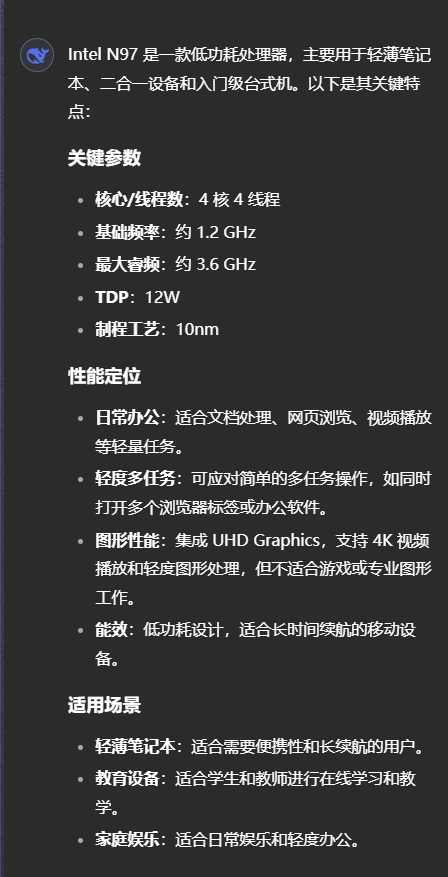 Intel N97 是一款低功耗处理器，主要用于轻薄笔记
本、二合一设备和入门级台式机。以下是其关键特
点：
关键参数
• 核心/线程数：4 核 4 线程
• 基础频率：约 1.2 GHz
• 最大睿频：约 3.6 GHz
• TDP：12W
• 制程工艺：10nm
性能定位
• 日常办公：适合文档处理、网页浏览、视频播放
等轻量任务。
• 轻度多任务：可应对简单的多任务操作，如同时
打开多个浏览器标签或办公软件。
• 图形性能：集成 UHD Graphics，支持 4K 视频
播放和轻度图形处理，但不适合游戏或专业图形
工作。
• 能效：低功耗设计，适合长时间续航的移动设
备。
适用场景
• 轻薄笔记本：适合需要便携性和长续航的用户。
• 教育设备：适合学生和教师进行在线学习和教
学。
• 家庭娱乐：适合日常娱乐和轻度办公。